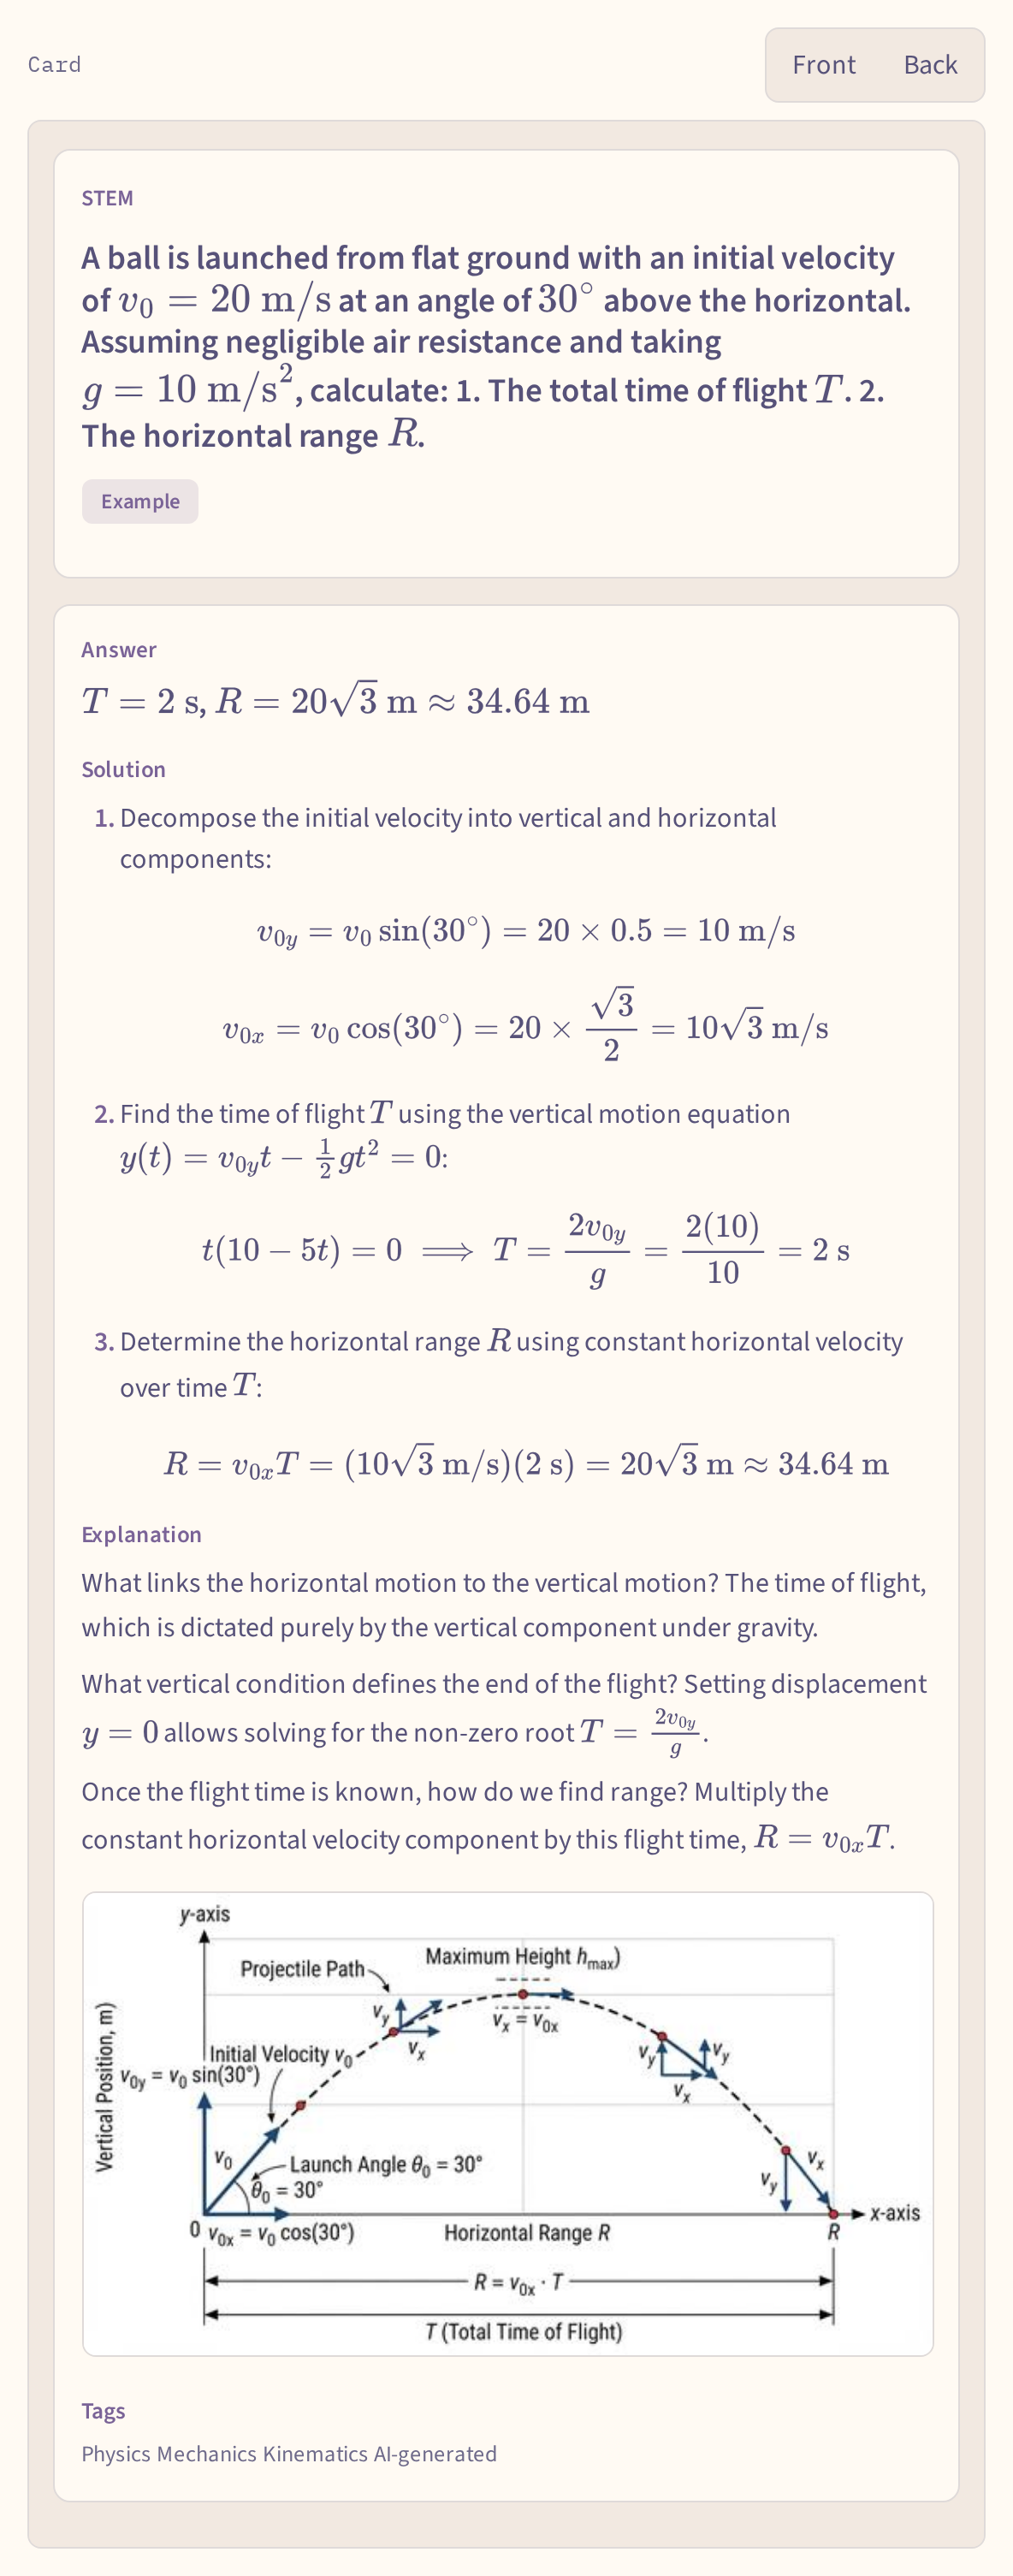 Card
Front Back
STEM
A ball is launched from flat ground with an initial velocity
of v₀ = 20 m/s at an angle of 30° above the horizontal.
Assuming negligible air resistance and taking
g = 10 m/s², calculate: 1. The total time of flight T. 2.
The horizontal range R.
Example
Answer
T = 2 s, R = 20√3 m ≈ 34.64 m
Solution
1. Decompose the initial velocity into vertical and horizontal
components:
v₀y = v₀ sin(30°) = 20 × 0.5 = 10 m/s
v₀x = v₀ cos(30°) = 20 × √3/2 = 10√3 m/s
2. Find the time of flight T using the vertical motion equation
y(t) = v₀yt − ½gt² = 0:
t(10 − 5t) = 0 ⟹ T = 2v₀y/g = 2(10)/10 = 2 s
3. Determine the horizontal range R using constant horizontal velocity
over time T:
R = v₀xT = (10√3 m/s)(2 s) = 20√3 m ≈ 34.64 m
Explanation
What links the horizontal motion to the vertical motion? The time of flight,
which is dictated purely by the vertical component under gravity.
What vertical condition defines the end of the flight? Setting displacement
y = 0 allows solving for the non-zero root T = 2v₀y/g.
Once the flight time is known, how do we find range? Multiply the
constant horizontal velocity component by this flight time, R = v₀xT.
y-axis
Maximum Height hmax)
Projectile Path
vy
vx
vx = v0x
vy
vy
vx
Initial Velocity v₀
v0y = v₀ sin(30°)
Vertical Position, m)
v₀
Launch Angle θ₀ = 30°
θ₀ = 30°
vx
vy
x-axis
0
v0x = v₀ cos(30°)
Horizontal Range R
R
R = v0x · T
T (Total Time of Flight)
Tags
Physics Mechanics Kinematics AI-generated